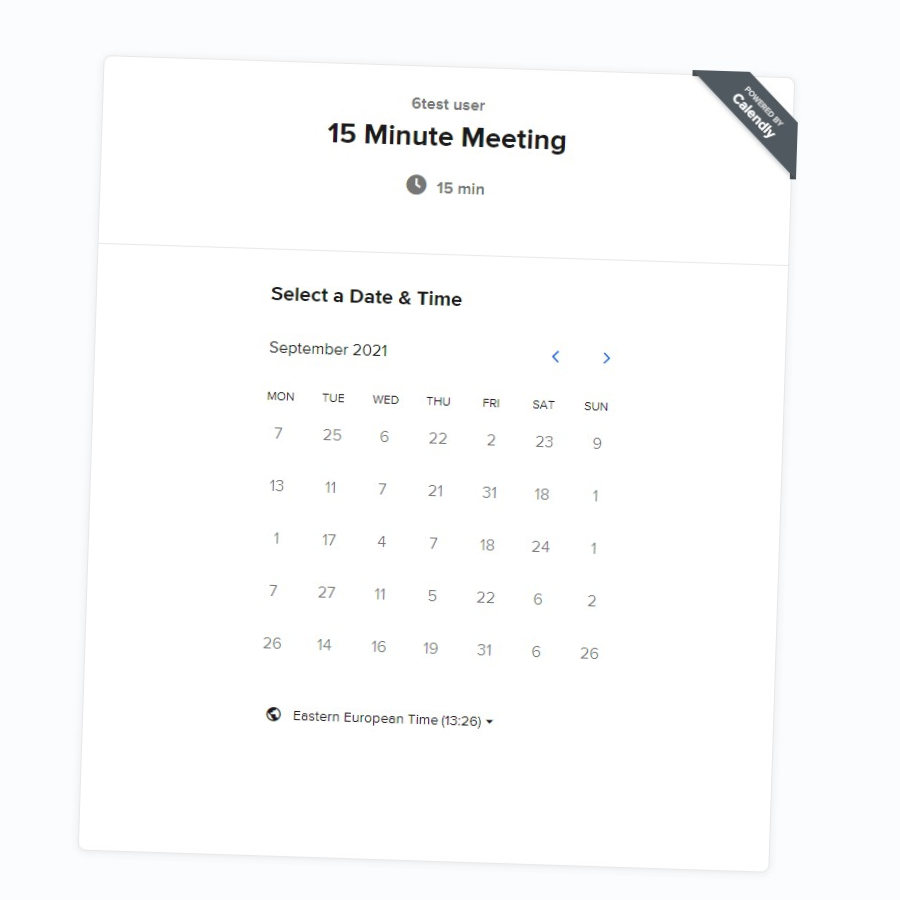 POWERED BY
Calendly
6test user
15 Minute Meeting
15 min
Select a Date & Time
September 2021
MON TUE WED THU FRI SAT SUN
7 25 6 22 2 23 9
13 11 7 21 31 18 1
1 17 4 7 18 24 1
7 27 11 5 22 6 2
26 14 16 19 31 6 26
Eastern European Time (13:26)